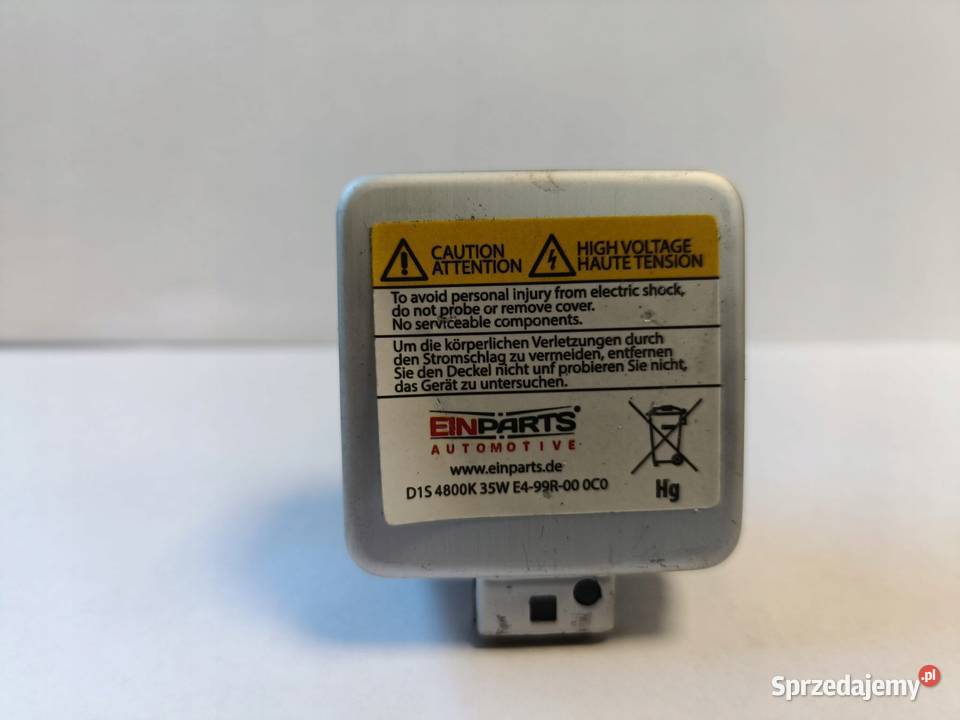 CAUTION
ATTENTION
HIGH VOLTAGE
HAUTE TENSION
To avoid personal injury from electric shock,
do not probe or remove cover.
No serviceable components.
Um die körperlichen Verletzungen durch
den Stromschlag zu vermeiden, entfernen
Sie den Deckel nicht unf probieren Sie nicht,
das Gerät zu untersuchen.
EINPARTS®
AUTOMOTIVE
www.einparts.de
D1S 4800K 35W E4-99R-00 0C0
Hg
Sprzedajemy.pl